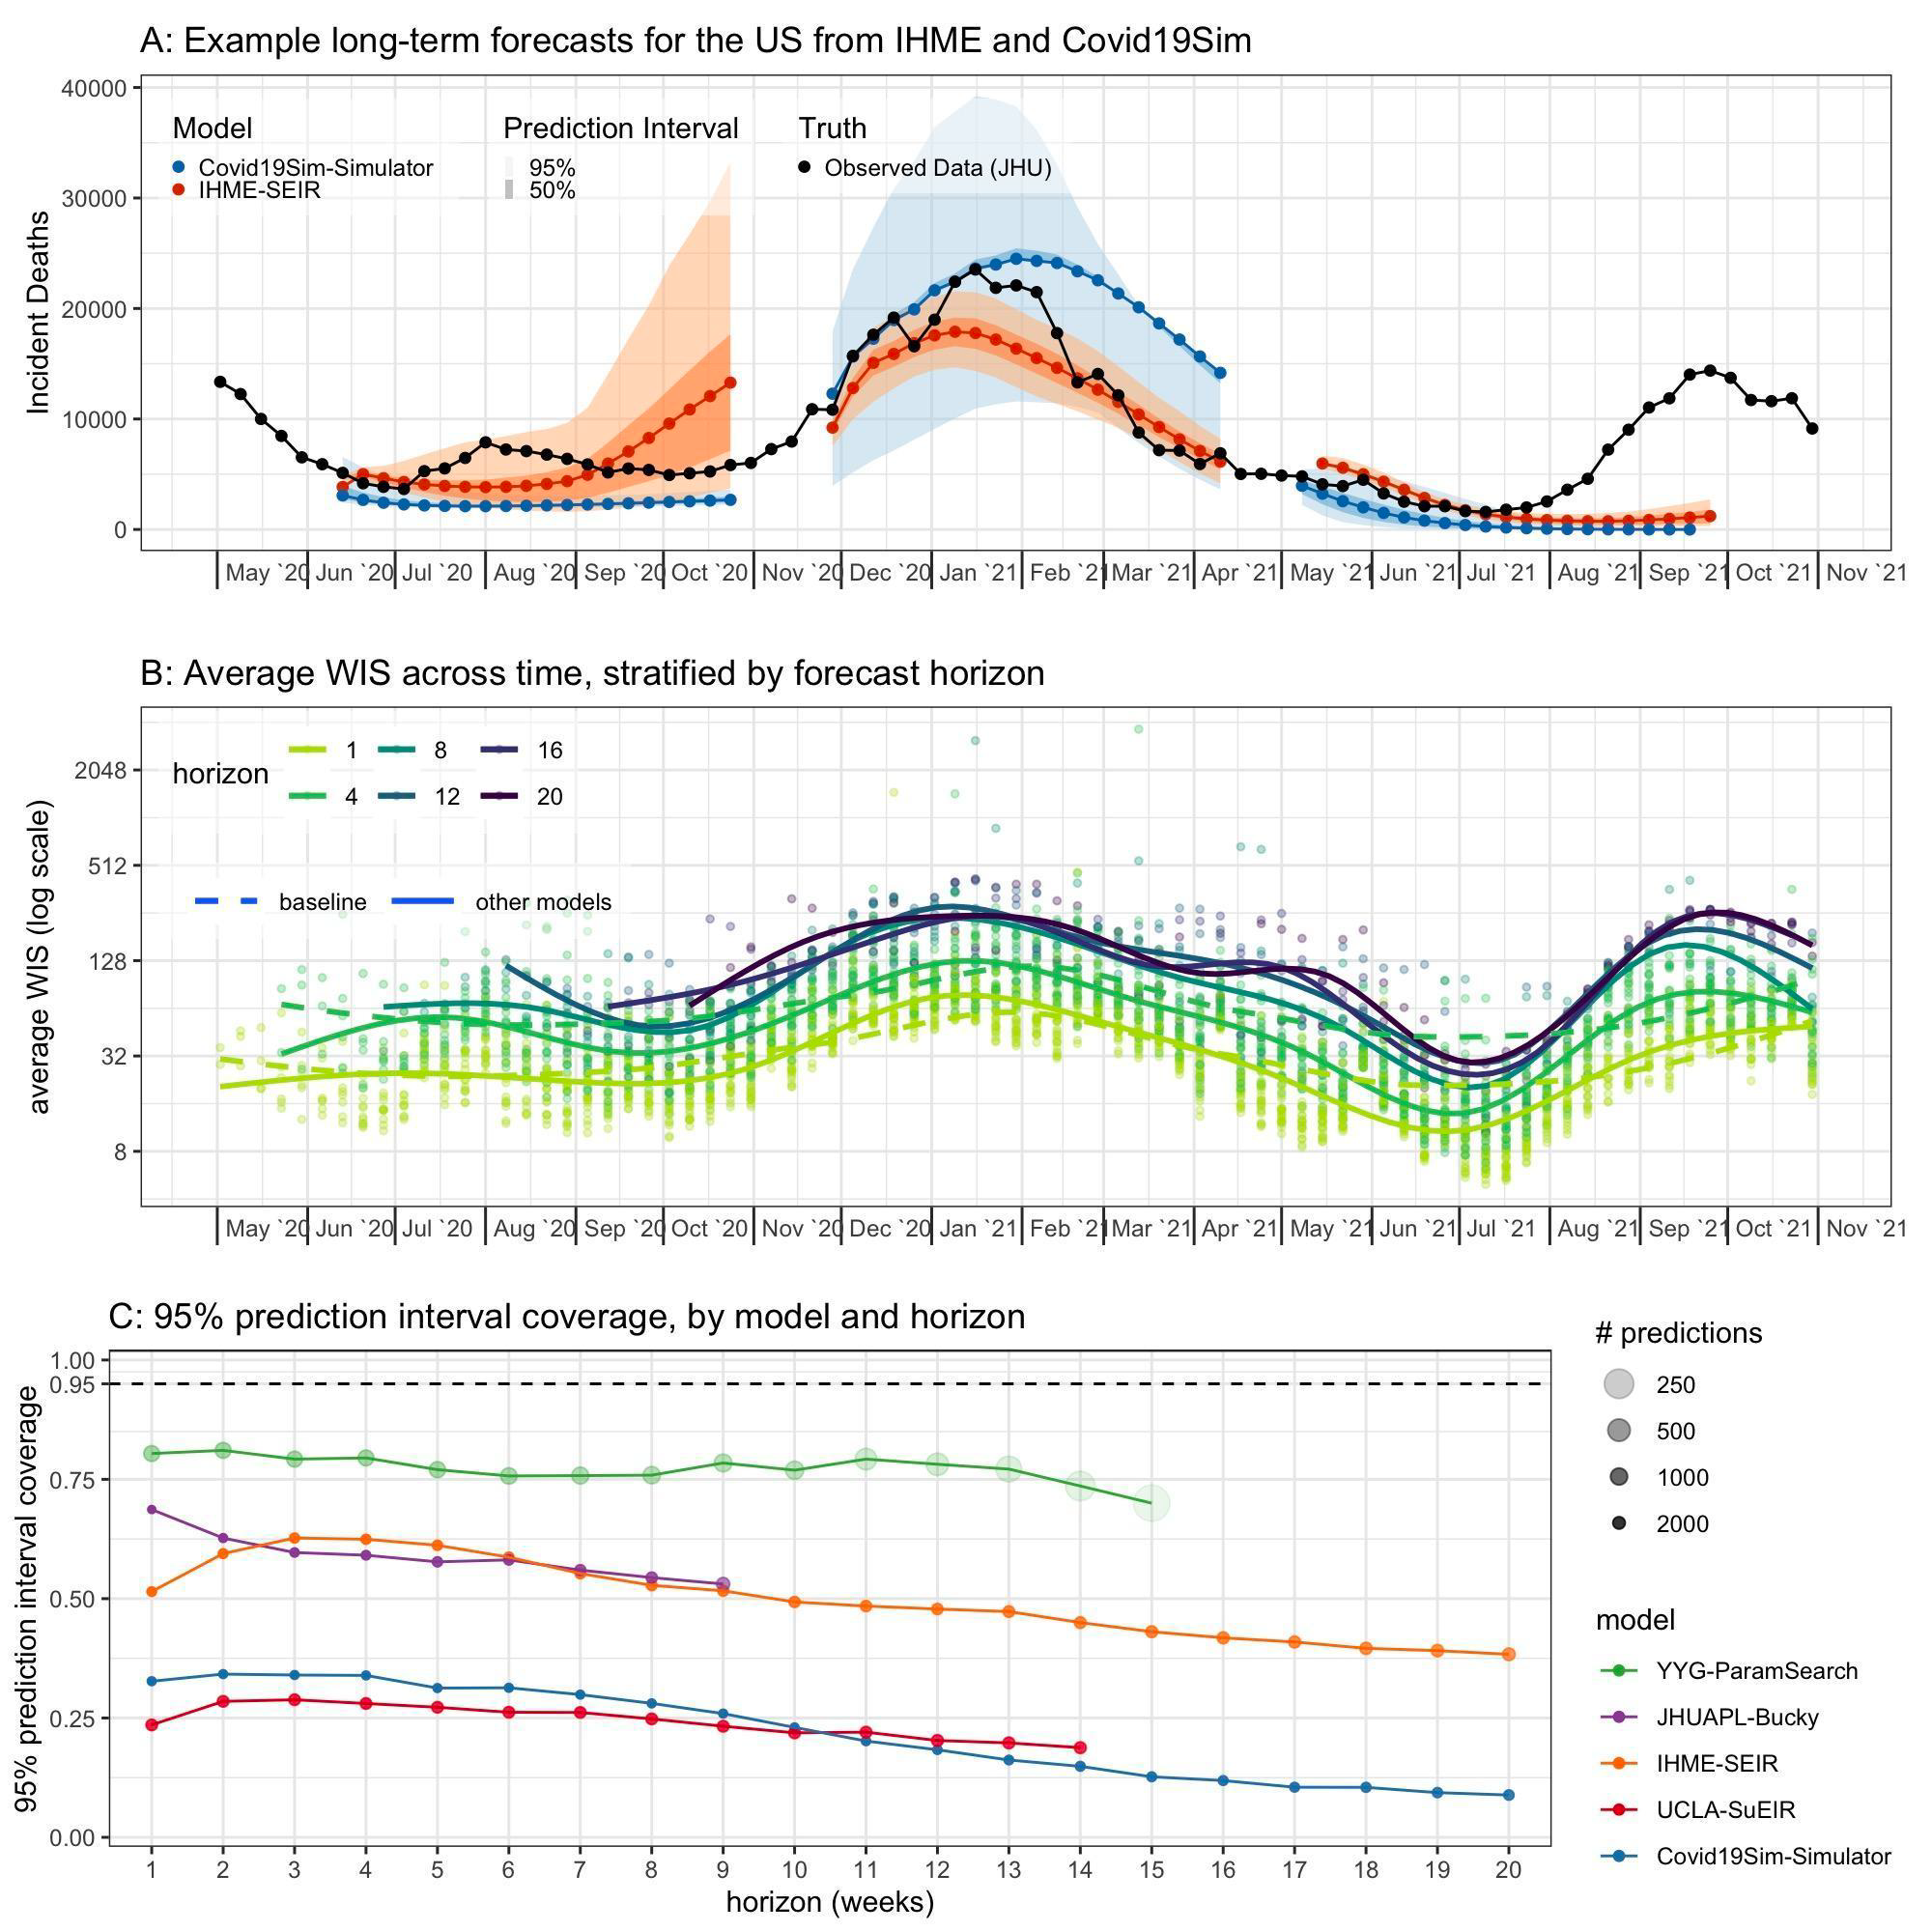 A: Example long-term forecasts for the US from IHME and Covid19Sim
Incident Deaths
40000
30000
20000
10000
0
Model
Covid19Sim-Simulator
IHME-SEIR
Prediction Interval
95%
50%
Truth
Observed Data (JHU)
May `20 Jun `20 Jul `20 Aug `20 Sep `20 Oct `20 Nov `20 Dec `20 Jan `21 Feb `21 Mar `21 Apr `21 May `21 Jun `21 Jul `21 Aug `21 Sep `21 Oct `21 Nov `21
B: Average WIS across time, stratified by forecast horizon
average WIS (log scale)
2048
512
128
32
8
horizon
1 8 16
4 12 20
baseline other models
May `20 Jun `20 Jul `20 Aug `20 Sep `20 Oct `20 Nov `20 Dec `20 Jan `21 Feb `21 Mar `21 Apr `21 May `21 Jun `21 Jul `21 Aug `21 Sep `21 Oct `21 Nov `21
C: 95% prediction interval coverage, by model and horizon
95% prediction interval coverage
1.00
0.95
0.75
0.50
0.25
0.00
1 2 3 4 5 6 7 8 9 10 11 12 13 14 15 16 17 18 19 20
horizon (weeks)
# predictions
250
500
1000
2000
model
YYG-ParamSearch
JHUAPL-Bucky
IHME-SEIR
UCLA-SuEIR
Covid19Sim-Simulator